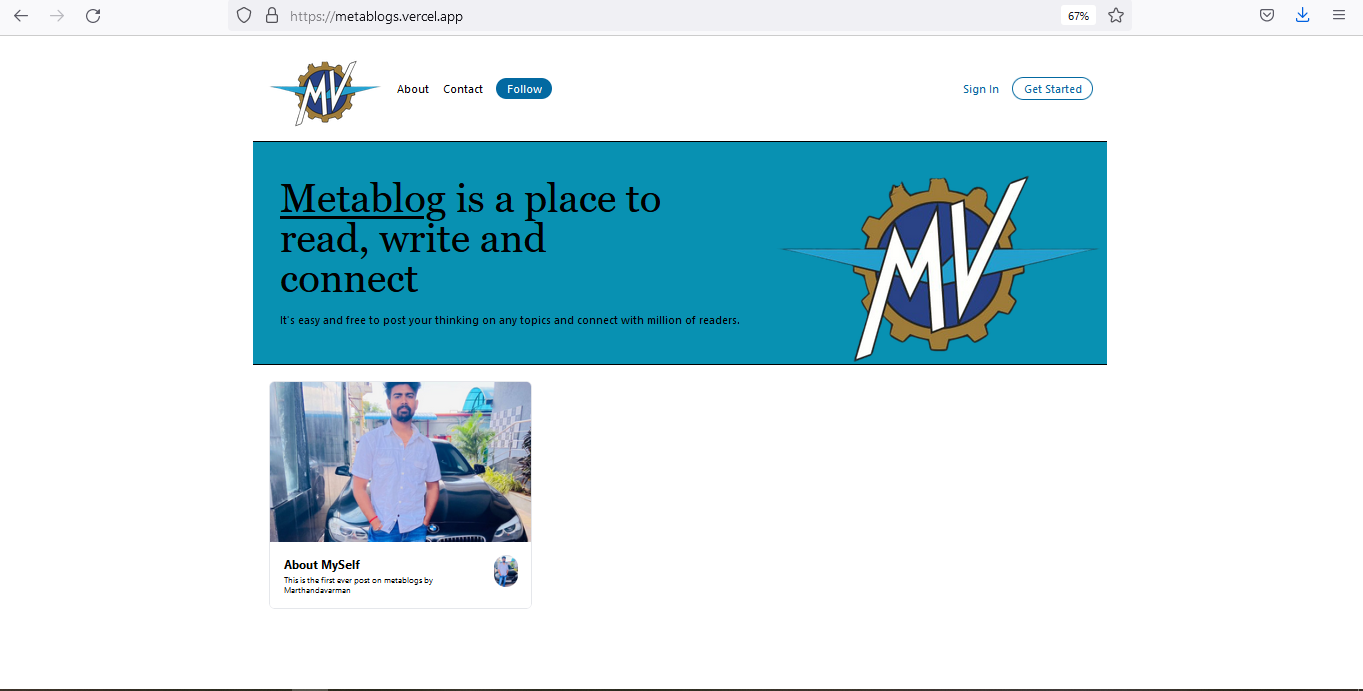 https://metablogs.vercel.app
67%
MV
About
Contact
Follow
Sign In
Get Started
Metablog is a place to
read, write and
connect
It's easy and free to post your thinking on any topics and connect with million of readers.
MV
About MySelf
This is the first ever post on metablogs by
Marthandavarman